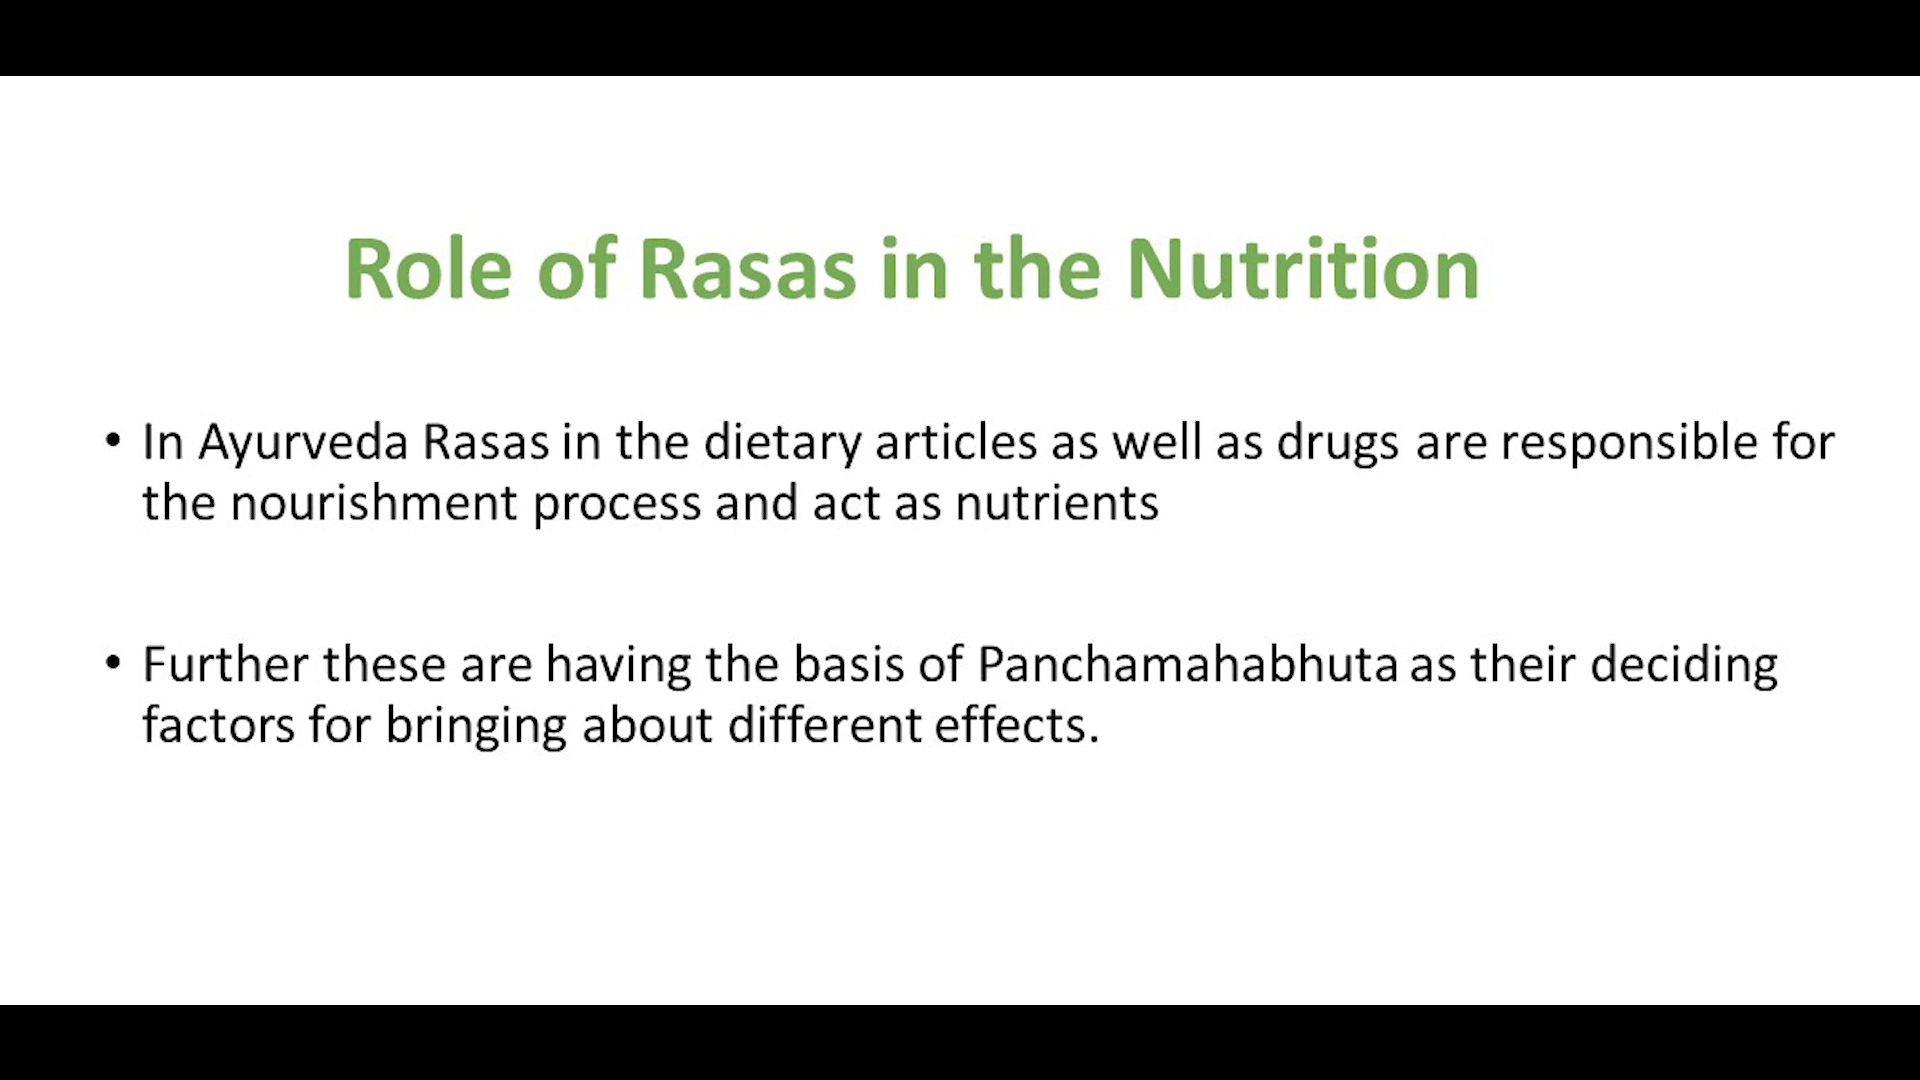 Role of Rasas in the Nutrition
• In Ayurveda Rasas in the dietary articles as well as drugs are responsible for
the nourishment process and act as nutrients
• Further these are having the basis of Panchamahabhuta as their deciding
factors for bringing about different effects.